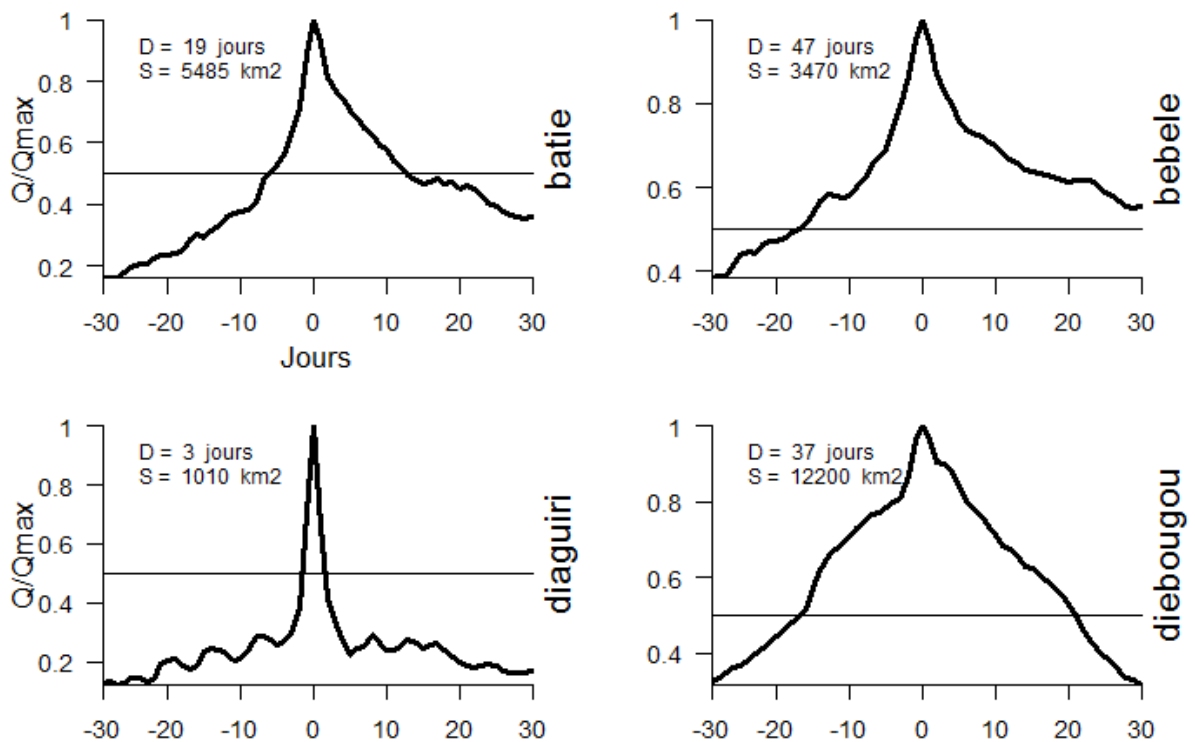 D = 19 jours
S = 5485 km2
Q/Qmax
1
0.8
0.6
0.4
0.2
-30 -20 -10 0 10 20 30
Jours
batie
D = 47 jours
S = 3470 km2
1
0.8
0.6
0.4
-30 -20 -10 0 10 20 30
bebele
D = 3 jours
S = 1010 km2
Q/Qmax
1
0.8
0.6
0.4
0.2
-30 -20 -10 0 10 20 30
diaguiri
D = 37 jours
S = 12200 km2
1
0.8
0.6
0.4
-30 -20 -10 0 10 20 30
diebougou